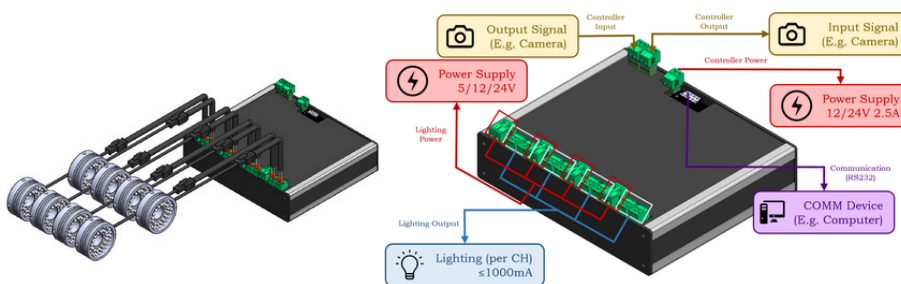 Output Signal
(E.g. Camera)
Controller
Input
Controller
Output
Input Signal
(E.g. Camera)
Power Supply
5/12/24V
Controller Power
Power Supply
12/24V 2.5A
Lighting
Power
Communication
(RS232)
COMM Device
(E.g. Computer)
Lighting Output
Lighting (per CH)
≤1000mA